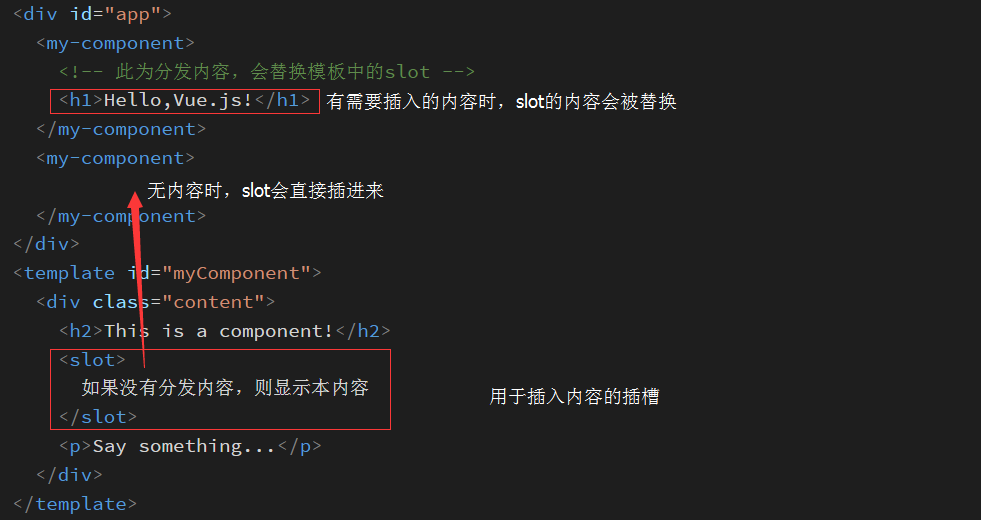 <div id="app">
<my-component>
<!-- 此为分发内容，会替换模板中的slot -->
<h1>Hello,Vue.js!</h1> 有需要插入的内容时，slot的内容会被替换
</my-component>
<my-component>
无内容时，slot会直接插进来
</my-component>
</div>
<template id="myComponent">
<div class="content">
<h2>This is a component!</h2>
<slot>
如果没有分发内容，则显示本内容 用于插入内容的插槽
</slot>
<p>Say something...</p>
</div>
</template>